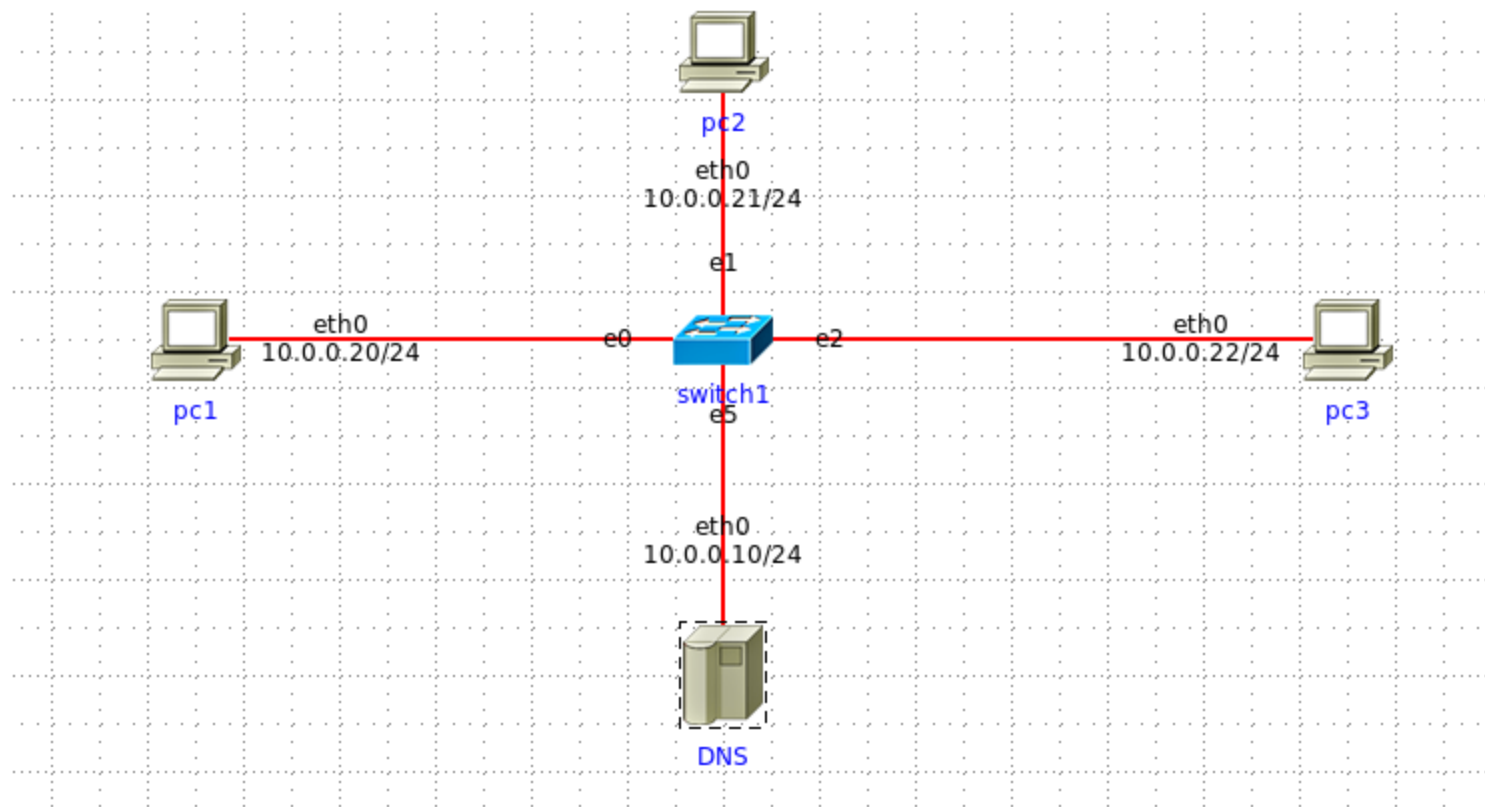 pc2
eth0
10.0.0.21/24
e1
eth0
10.0.0.20/24
e0
e2
eth0
10.0.0.22/24
pc1
switch1
pc3
e5
eth0
10.0.0.10/24
DNS